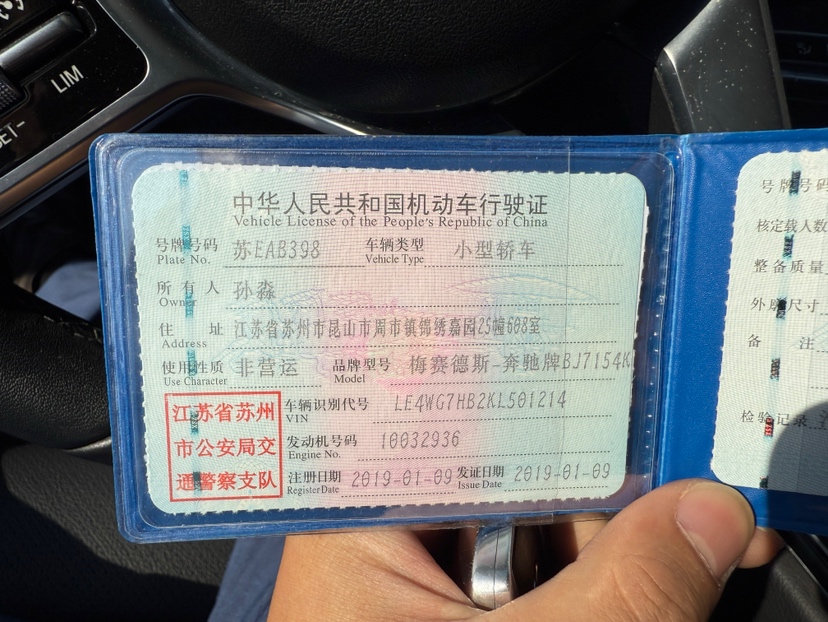 LIM
SET-
中华人民共和国机动车行驶证
Vehicle License of the People's Republic of China
号牌号码 苏EAB398 车辆类型 小型轿车
Plate No. Vehicle Type
所有人 孙淼
Owner
住址 江苏省苏州市昆山市周市镇锦绣嘉园25幢608室
Address
使用性质 非营运 品牌型号 梅赛德斯-奔驰牌BJ7154K
Use Character Model
江苏省苏州
市公安局交
通警察支队
车辆识别代号 LE4WG7HB2KL501214
VIN
发动机号码 10032936
Engine No.
注册日期 2019-01-09 发证日期 2019-01-09
Register Date Issue Date
号牌号码
核定载人数
整备质量
外廓尺寸
备注
检验记录